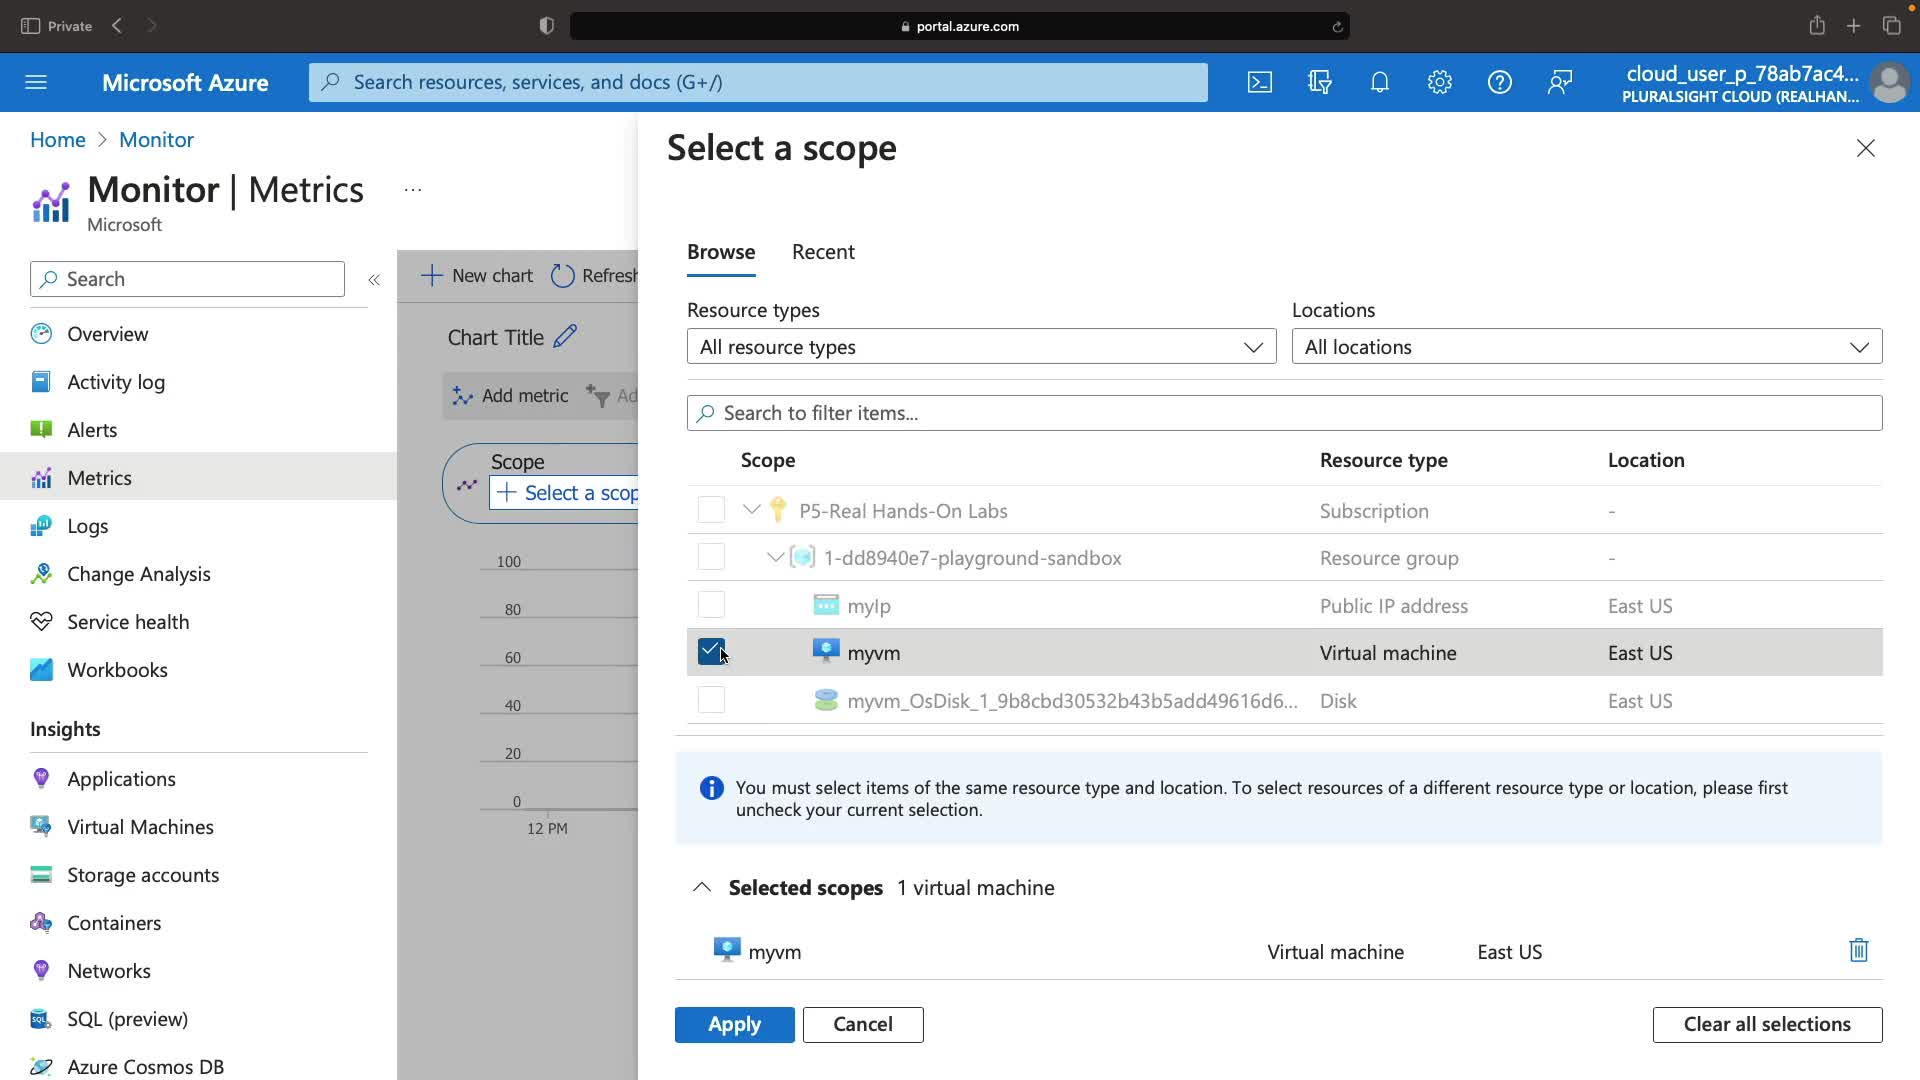 Private
portal.azure.com
Microsoft Azure
Search resources, services, and docs (G+/)
cloud_user_p_78ab7ac4...
PLURALSIGHT CLOUD (REALHAN...
Home > Monitor
Monitor | Metrics ...
Microsoft
Search
Overview
Activity log
Alerts
Metrics
Logs
Change Analysis
Service health
Workbooks
Insights
Applications
Virtual Machines
Storage accounts
Containers
Networks
SQL (preview)
Azure Cosmos DB
New chart Refresh
Chart Title
Add metric
Scope
Select a scop
100
80
60
40
20
0
12 PM
Select a scope
Browse Recent
Resource types Locations
All resource types All locations
Search to filter items...
Scope Resource type Location
P5-Real Hands-On Labs Subscription -
1-dd8940e7-playground-sandbox Resource group -
myIp Public IP address East US
myvm Virtual machine East US
myvm_OsDisk_1_9b8cbd30532b43b5add49616d6... Disk East US
You must select items of the same resource type and location. To select resources of a different resource type or location, please first
uncheck your current selection.
Selected scopes 1 virtual machine
myvm Virtual machine East US
Apply Cancel Clear all selections